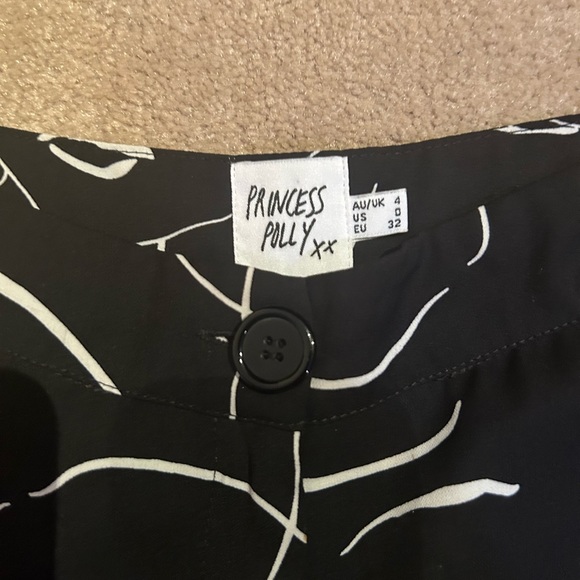 PRINCESS
POLLY xx
AU/UK 4
US 0
EU 32